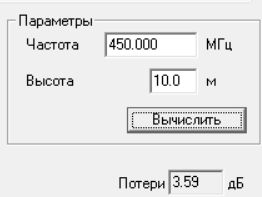 Параметры
Частота 450.000 МГц
Высота 10.0 м
Вычислить
Потери 3.59 дБ